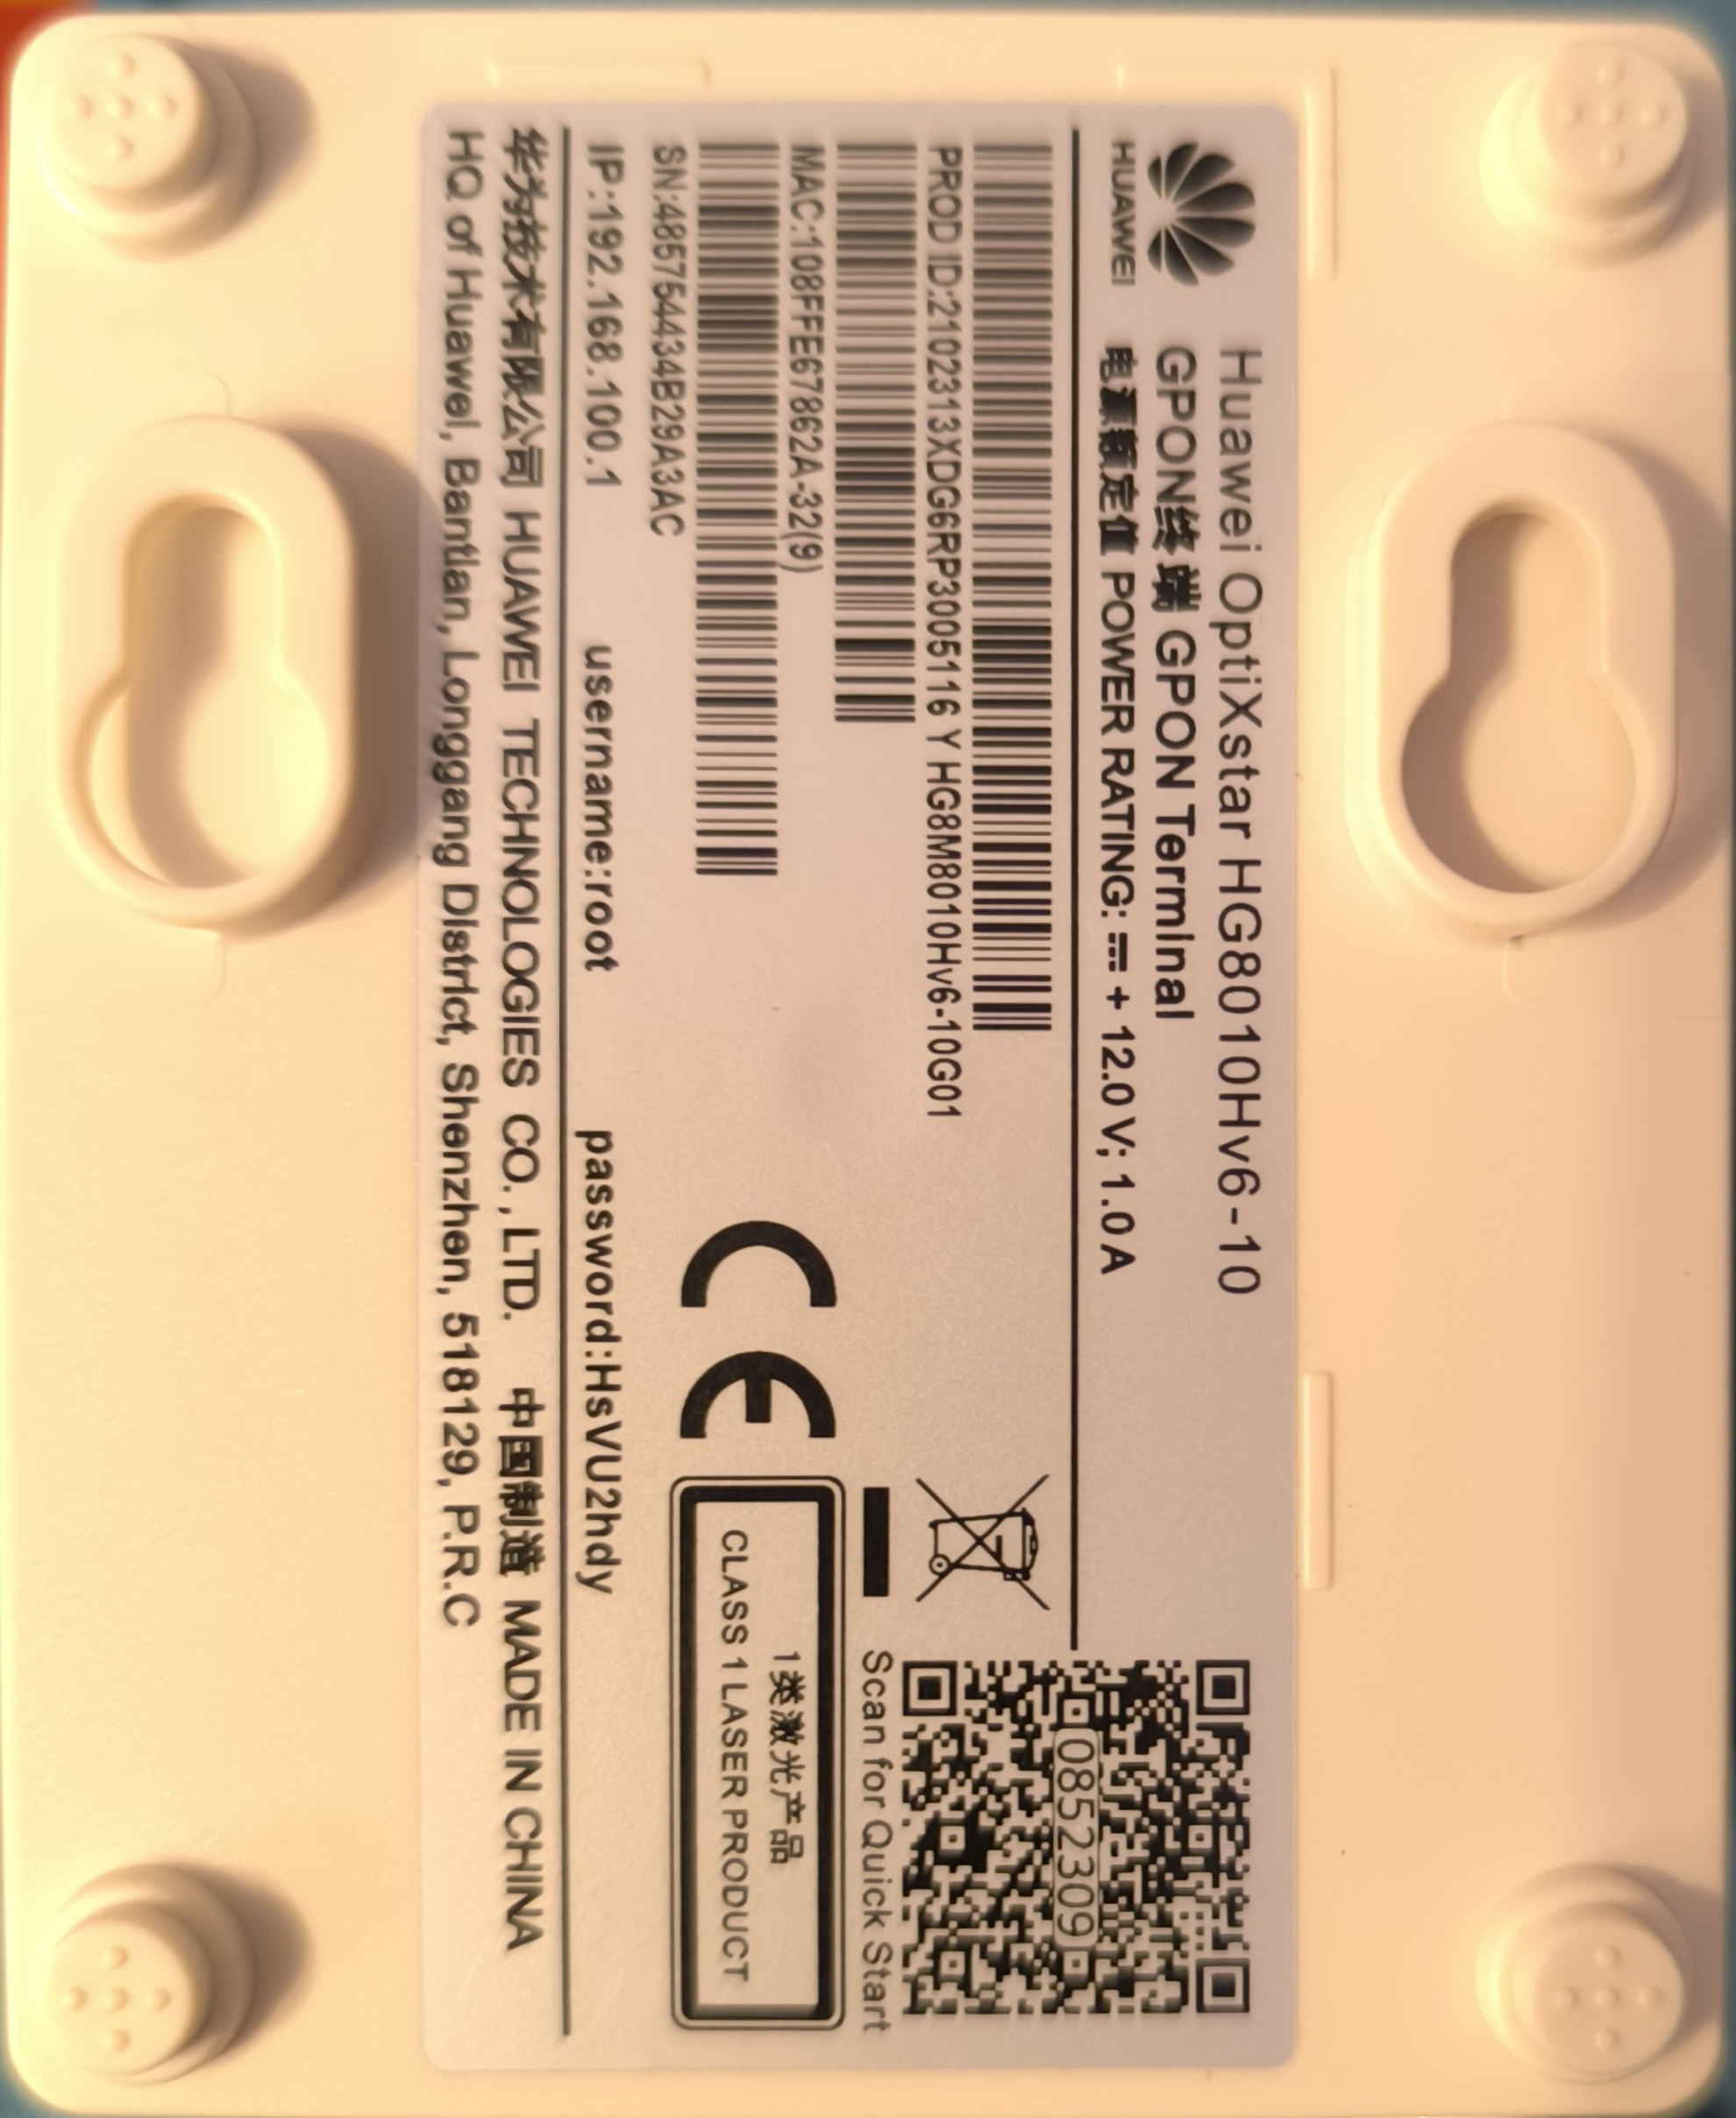 HUAWEI
Huawei OptiXstar HG8010Hv6-10
GPON终端 GPON Terminal
电源额定值 POWER RATING: ⎓ + 12.0 V; 1.0 A
0852309
PROD ID:2102313XDG6RP3005116 Y HG8M8010Hv6-10G01
MAC:108FFE67862A-32(9)
SN:485754434B29A3AC
Scan for Quick Start
CE
1类激光产品
CLASS 1 LASER PRODUCT
IP:192.168.100.1 username:root password:HsVU2hdy
华为技术有限公司 HUAWEI TECHNOLOGIES CO., LTD. 中国制造 MADE IN CHINA
HQ of Huawei, Bantian, Longgang District, Shenzhen, 518129, P.R.C